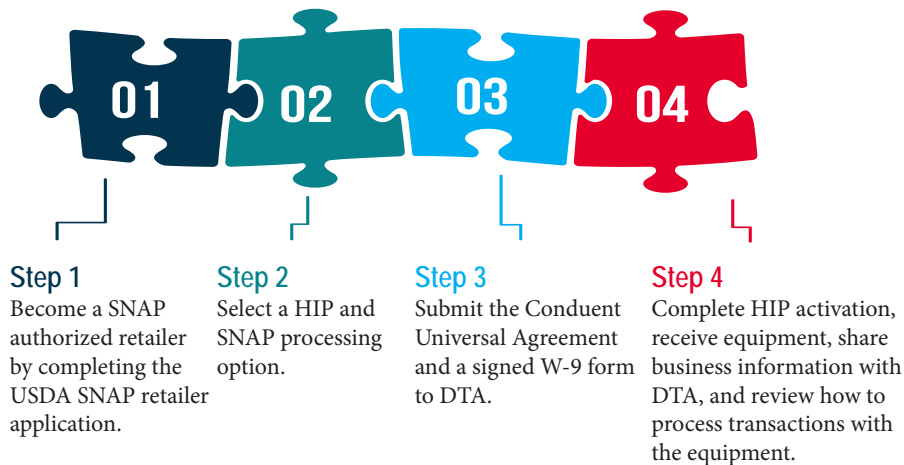 01
02
03
04
Step 1
Become a SNAP
authorized retailer
by completing the
USDA SNAP retailer
application.
Step 2
Select a HIP and
SNAP processing
option.
Step 3
Submit the Conduent
Universal Agreement
and a signed W-9 form
to DTA.
Step 4
Complete HIP activation,
receive equipment, share
business information with
DTA, and review how to
process transactions with
the equipment.